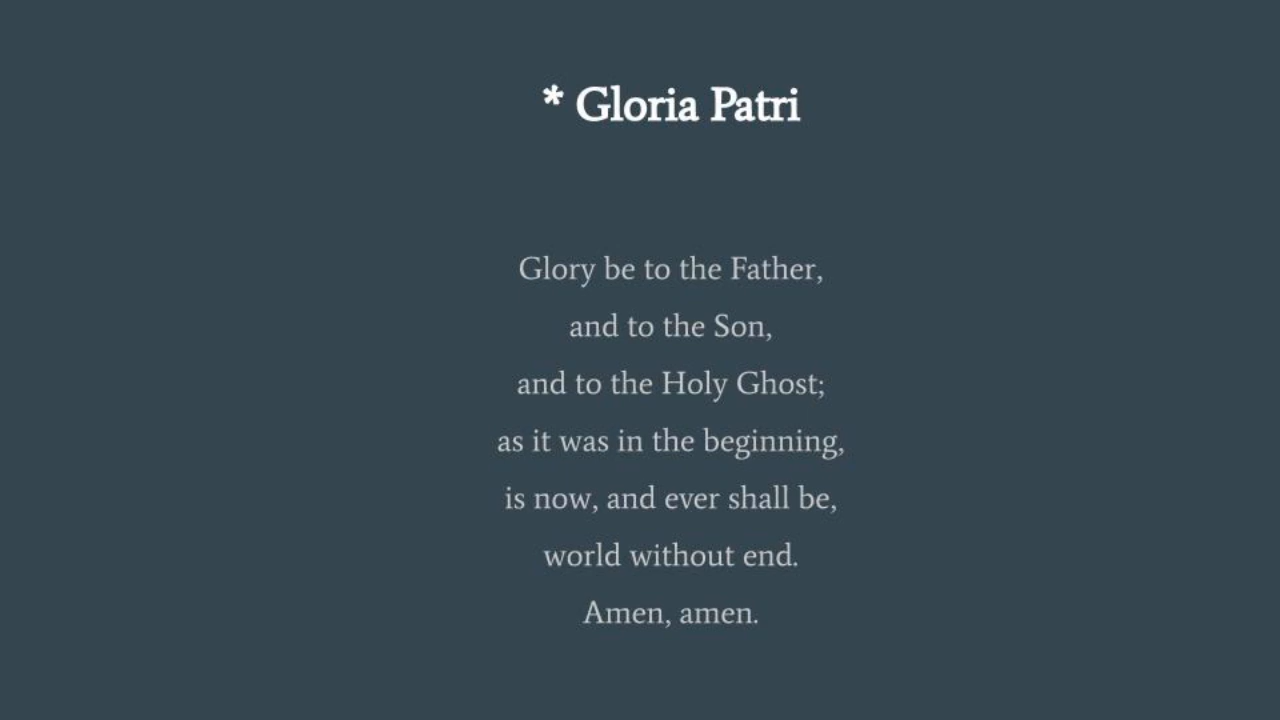 * Gloria Patri
Glory be to the Father,
and to the Son,
and to the Holy Ghost;
as it was in the beginning,
is now, and ever shall be,
world without end.
Amen, amen.